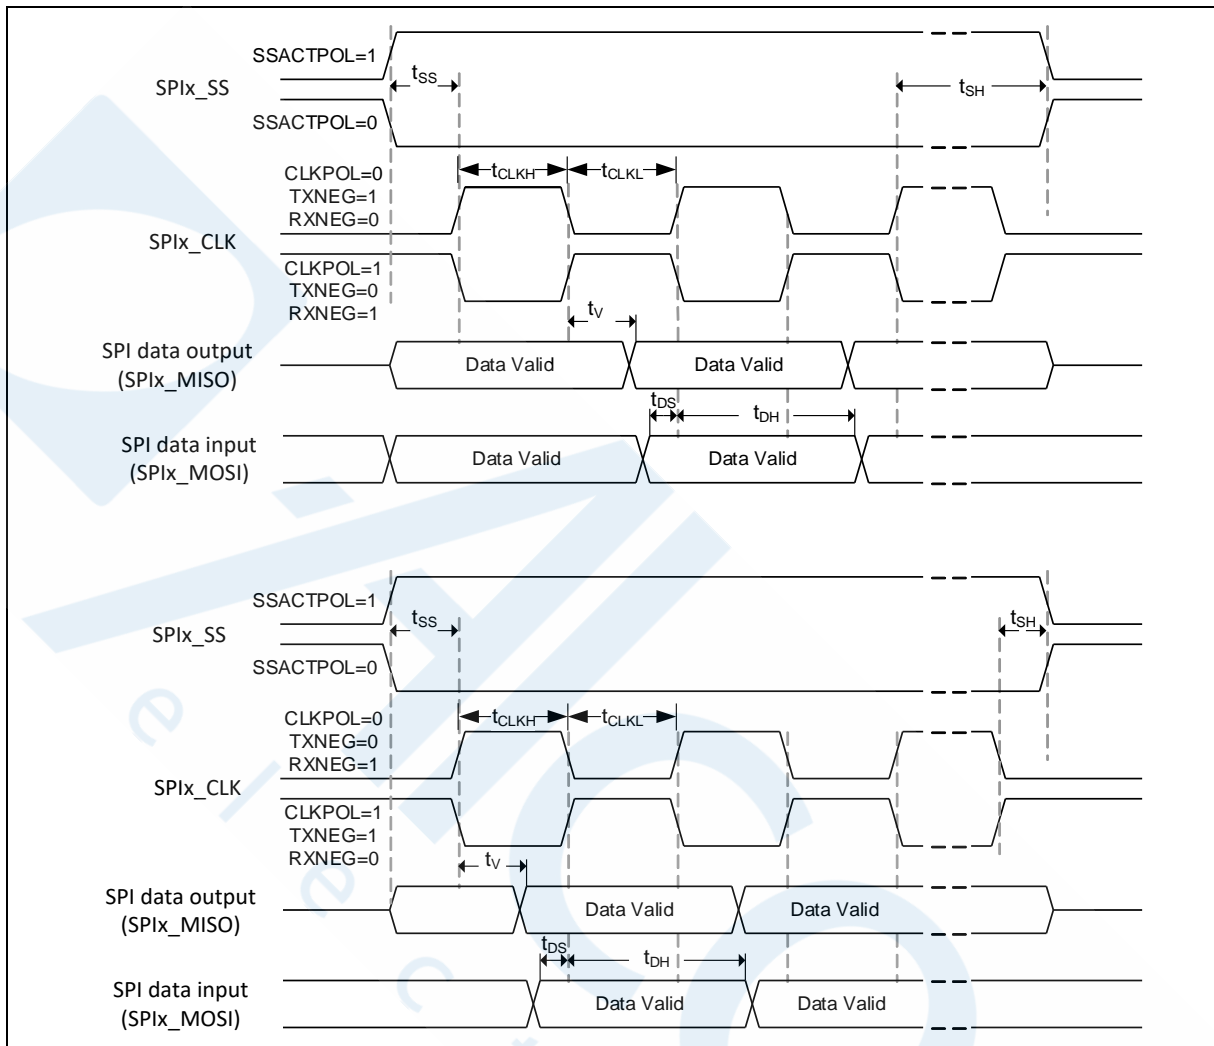 SSACTPOL=1
SPIx_SS
tSS
tSH
SSACTPOL=0
CLKPOL=0
TXNEG=1
RXNEG=0
tCLKH
tCLKL
SPIx_CLK
CLKPOL=1
TXNEG=0
RXNEG=1
tV
SPI data output
(SPIx_MISO)
Data Valid
Data Valid
tDS
tDH
SPI data input
(SPIx_MOSI)
Data Valid
Data Valid
SSACTPOL=1
SPIx_SS
tSS
tSH
SSACTPOL=0
CLKPOL=0
TXNEG=0
RXNEG=1
tCLKH
tCLKL
SPIx_CLK
CLKPOL=1
TXNEG=1
RXNEG=0
tV
SPI data output
(SPIx_MISO)
Data Valid
Data Valid
tDS
tDH
SPI data input
(SPIx_MOSI)
Data Valid
Data Valid